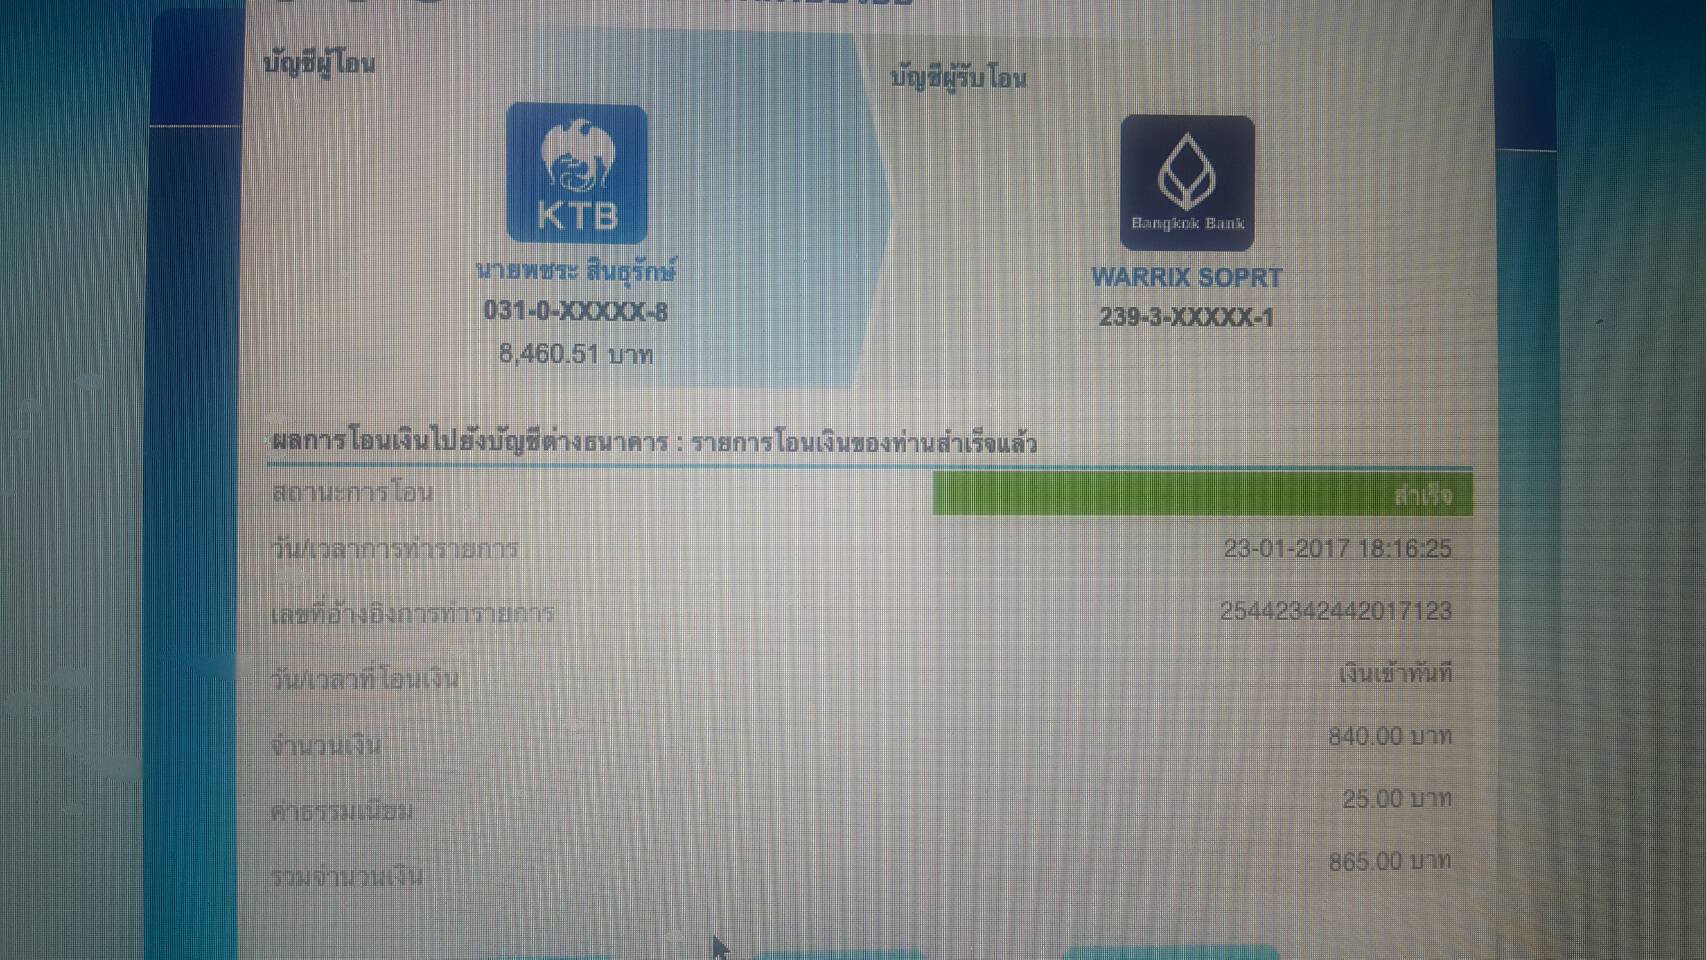 บัญชีผู้โอน
บัญชีผู้รับโอน
KTB
Bangkok Bank
นายพชระ สินธุรักษ์
031-0-XXXXX-8
8,460.51 บาท
WARRIX SOPRT
239-3-XXXXX-1
ผลการโอนเงินไปยังบัญชีต่างธนาคาร : รายการโอนเงินของท่านสำเร็จแล้ว
สถานะการโอน สำเร็จ
วัน/เวลาการทำรายการ 23-01-2017 18:16:25
เลขที่อ้างอิงการทำรายการ 25442342442017123
วัน/เวลาที่โอนเงิน เงินเข้าทันที
จำนวนเงิน 840.00 บาท
ค่าธรรมเนียม 25.00 บาท
รวมจำนวนเงิน 865.00 บาท